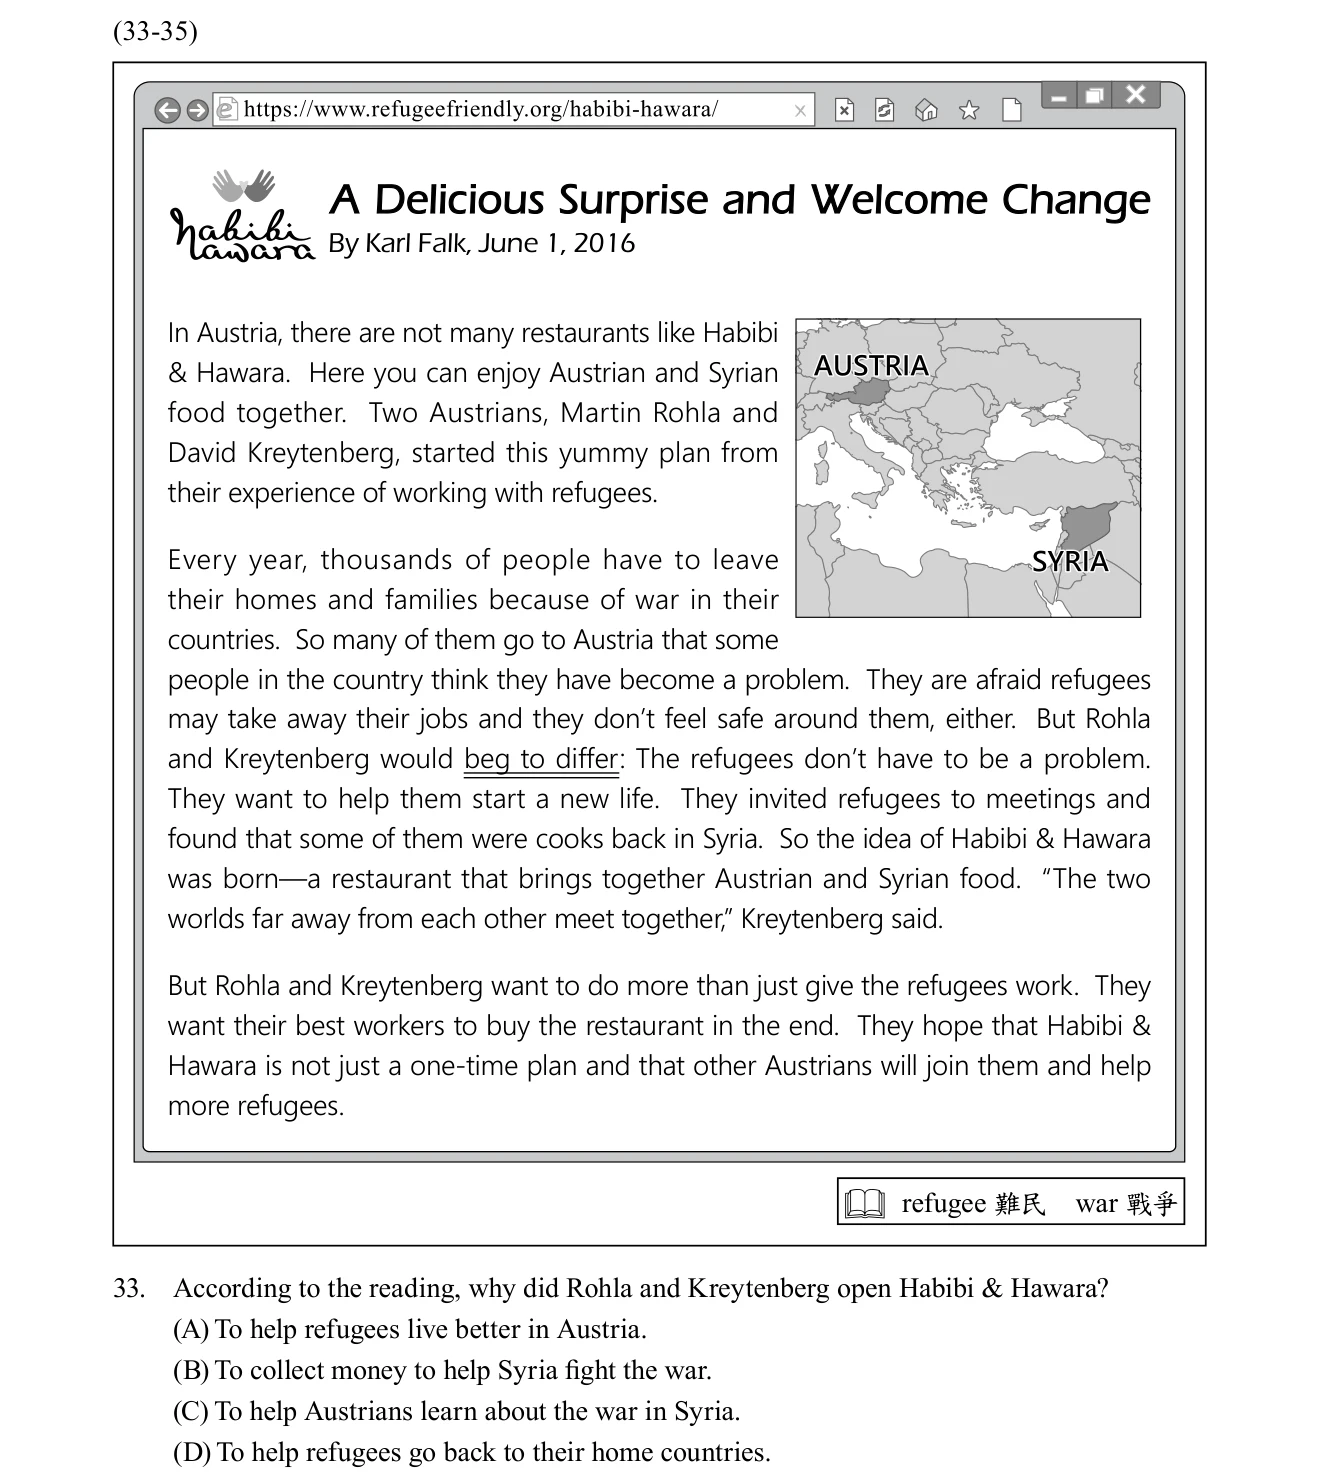 (33-35)
https://www.refugeefriendly.org/habibi-hawara/
habibi
hawara
A Delicious Surprise and Welcome Change
By Karl Falk, June 1, 2016
In Austria, there are not many restaurants like Habibi
& Hawara. Here you can enjoy Austrian and Syrian
food together. Two Austrians, Martin Rohla and
David Kreytenberg, started this yummy plan from
their experience of working with refugees.
AUSTRIA
SYRIA
Every year, thousands of people have to leave
their homes and families because of war in their
countries. So many of them go to Austria that some
people in the country think they have become a problem. They are afraid refugees
may take away their jobs and they don't feel safe around them, either. But Rohla
and Kreytenberg would beg to differ: The refugees don't have to be a problem.
They want to help them start a new life. They invited refugees to meetings and
found that some of them were cooks back in Syria. So the idea of Habibi & Hawara
was born—a restaurant that brings together Austrian and Syrian food. “The two
worlds far away from each other meet together,” Kreytenberg said.
But Rohla and Kreytenberg want to do more than just give the refugees work. They
want their best workers to buy the restaurant in the end. They hope that Habibi &
Hawara is not just a one-time plan and that other Austrians will join them and help
more refugees.
refugee 難民 war 戰爭
33. According to the reading, why did Rohla and Kreytenberg open Habibi & Hawara?
(A) To help refugees live better in Austria.
(B) To collect money to help Syria fight the war.
(C) To help Austrians learn about the war in Syria.
(D) To help refugees go back to their home countries.